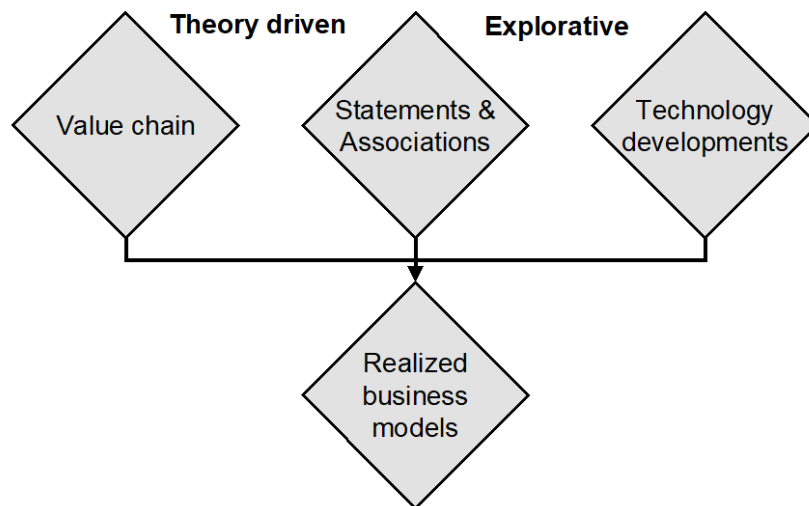 Theory driven
Explorative
Value chain
Statements &
Associations
Technology
developments
Realized
business
models